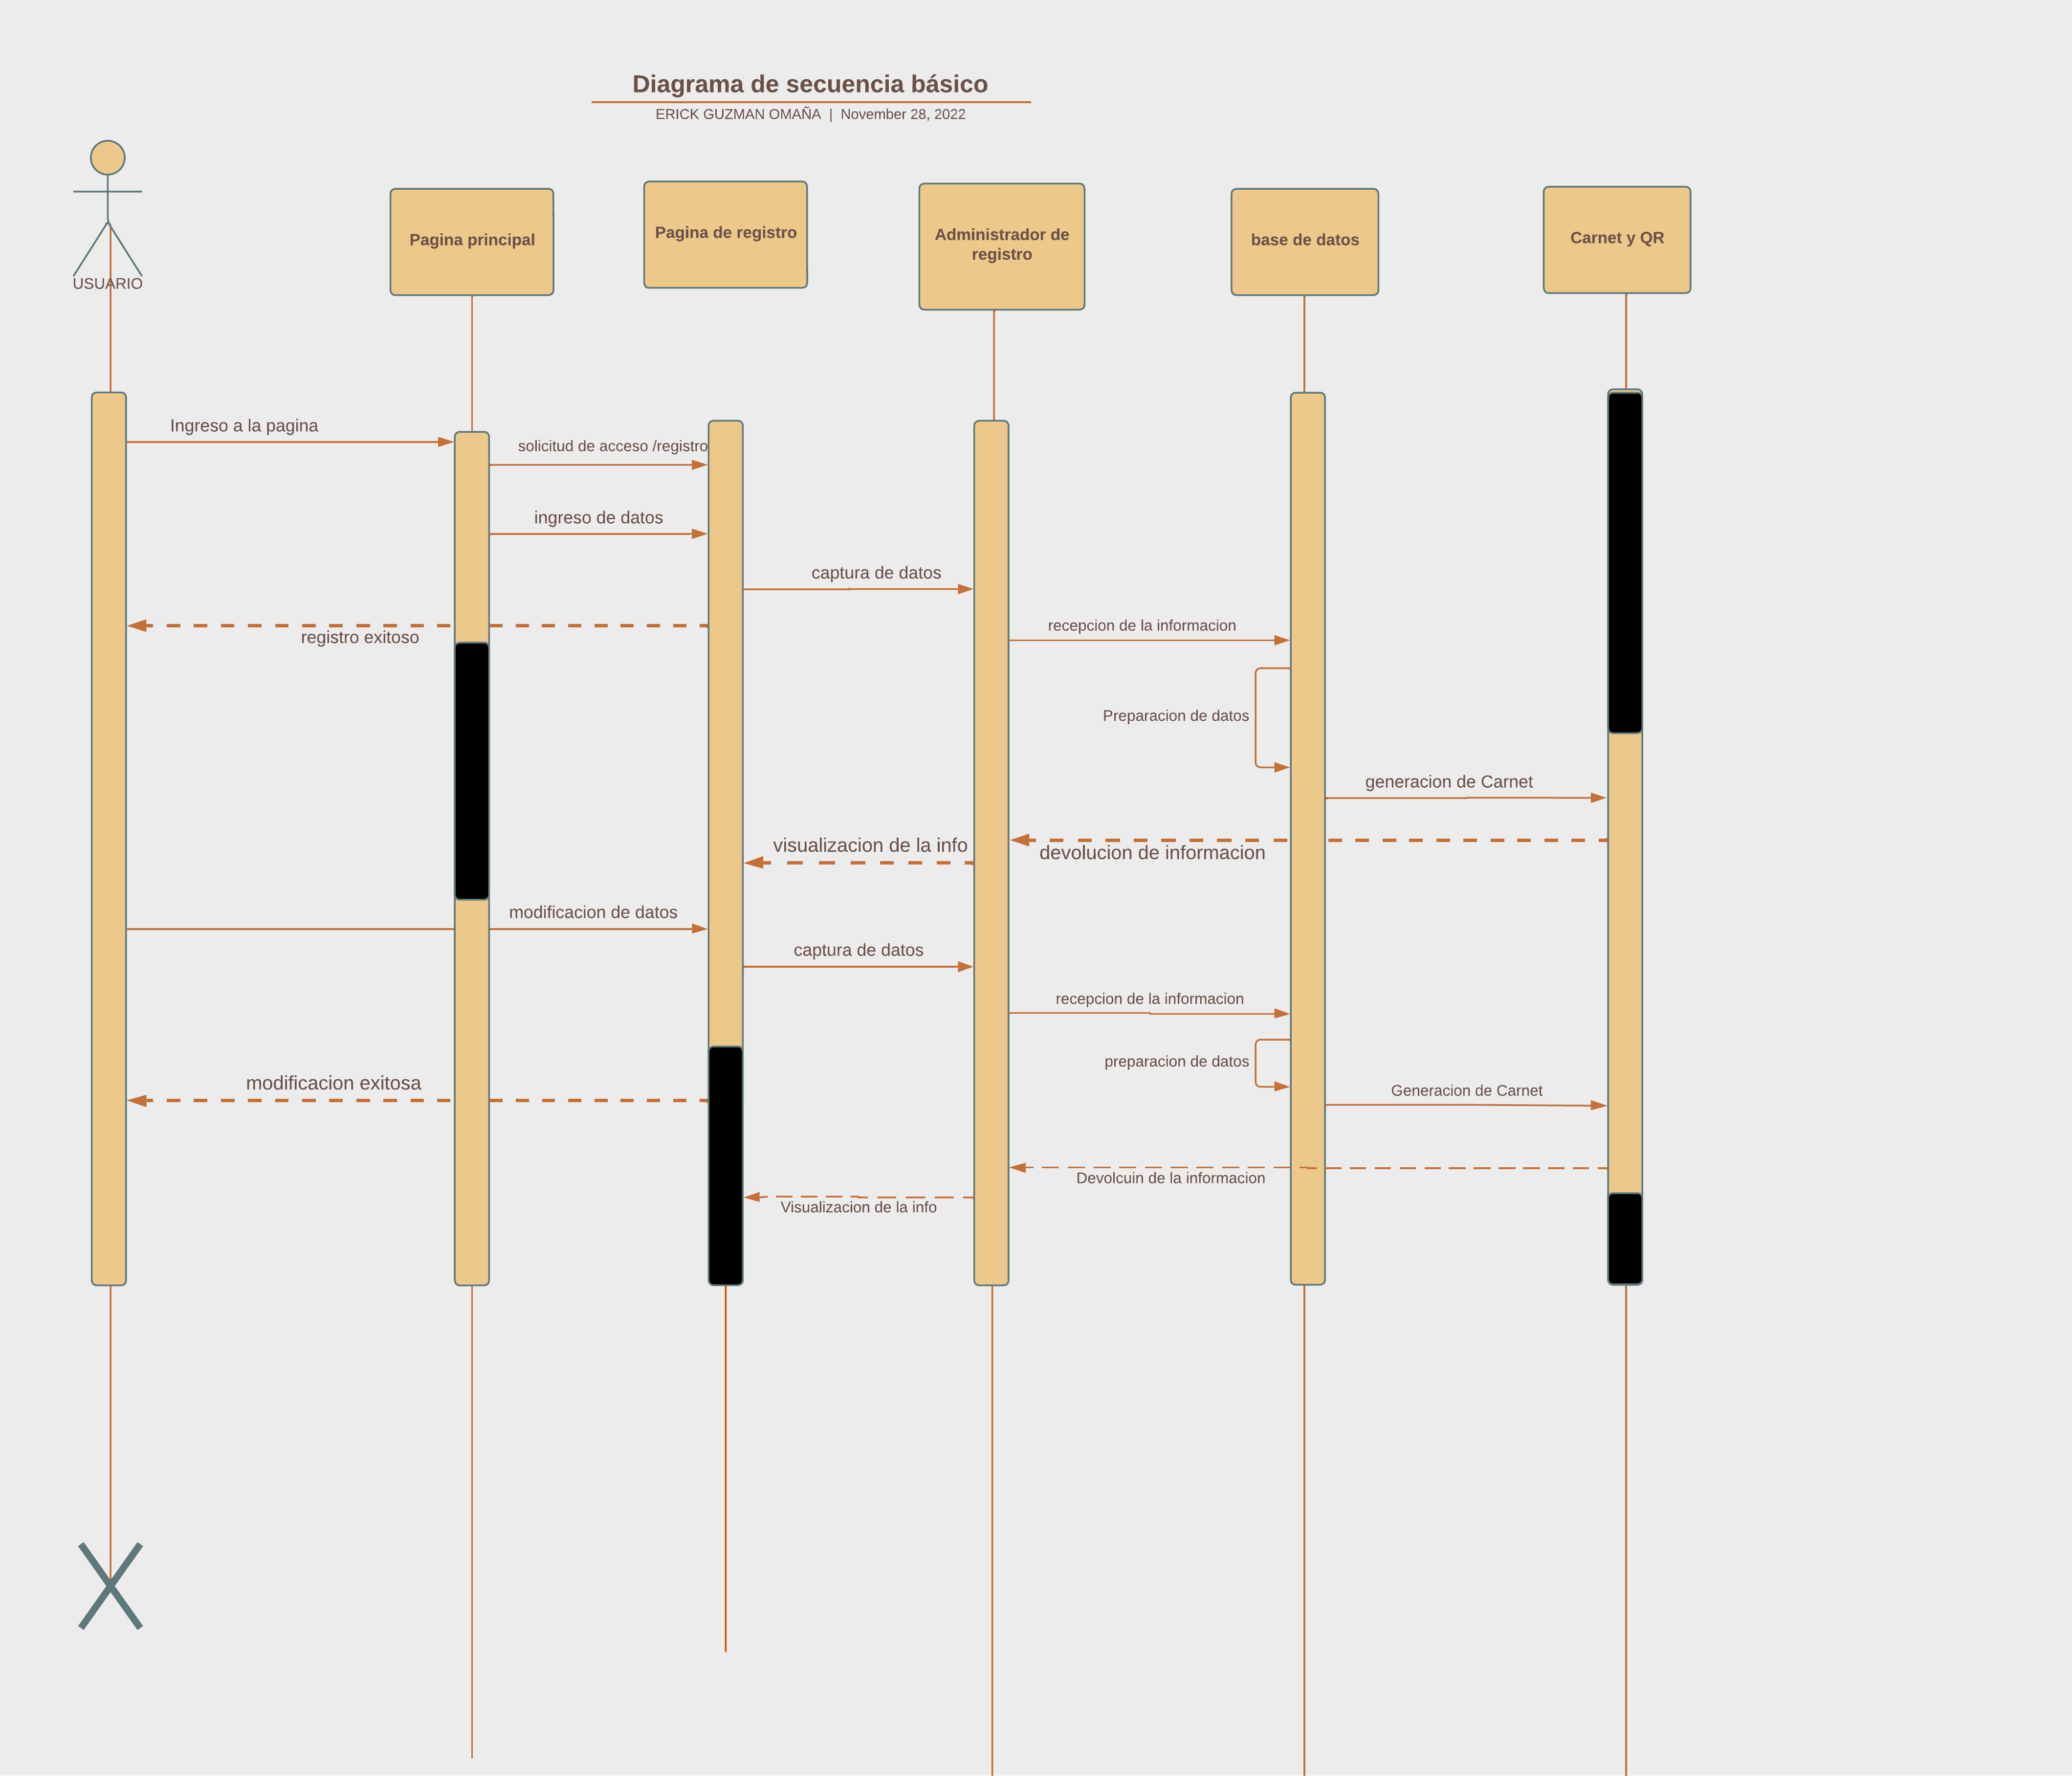 Diagrama de secuencia básico
ERICK GUZMAN OMAÑA | November 28, 2022
USUARIO
Pagina principal
Pagina de registro
Administrador de
registro
base de datos
Carnet y QR
Ingreso a la pagina
solicitud de acceso /registro
ingreso de datos
captura de datos
registro exitoso
recepcion de la informacion
Preparacion de datos
generacion de Carnet
visualizacion de la info
devolucion de informacion
modificacion de datos
captura de datos
recepcion de la informacion
preparacion de datos
modificacion exitosa
Generacion de Carnet
Devolcuin de la informacion
Visualizacion de la info